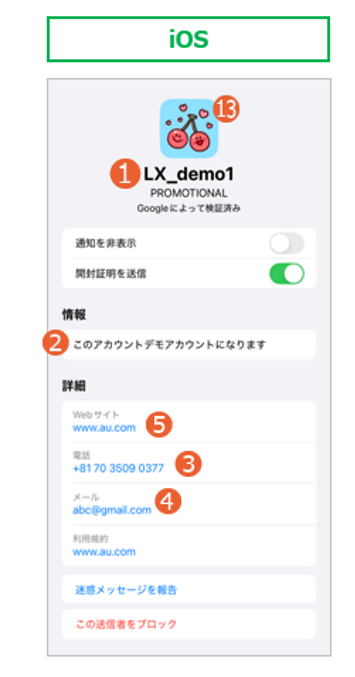 iOS
13
1 LX_demo1
PROMOTIONAL
Googleによって検証済み
通知を非表示
開封証明を送信
情報
2 このアカウントデモアカウントになります
詳細
Webサイト
www.au.com 5
電話
+81 70 3509 0377 3
メール
abc@gmail.com 4
利用規約
www.au.com
迷惑メッセージを報告
この送信者をブロック